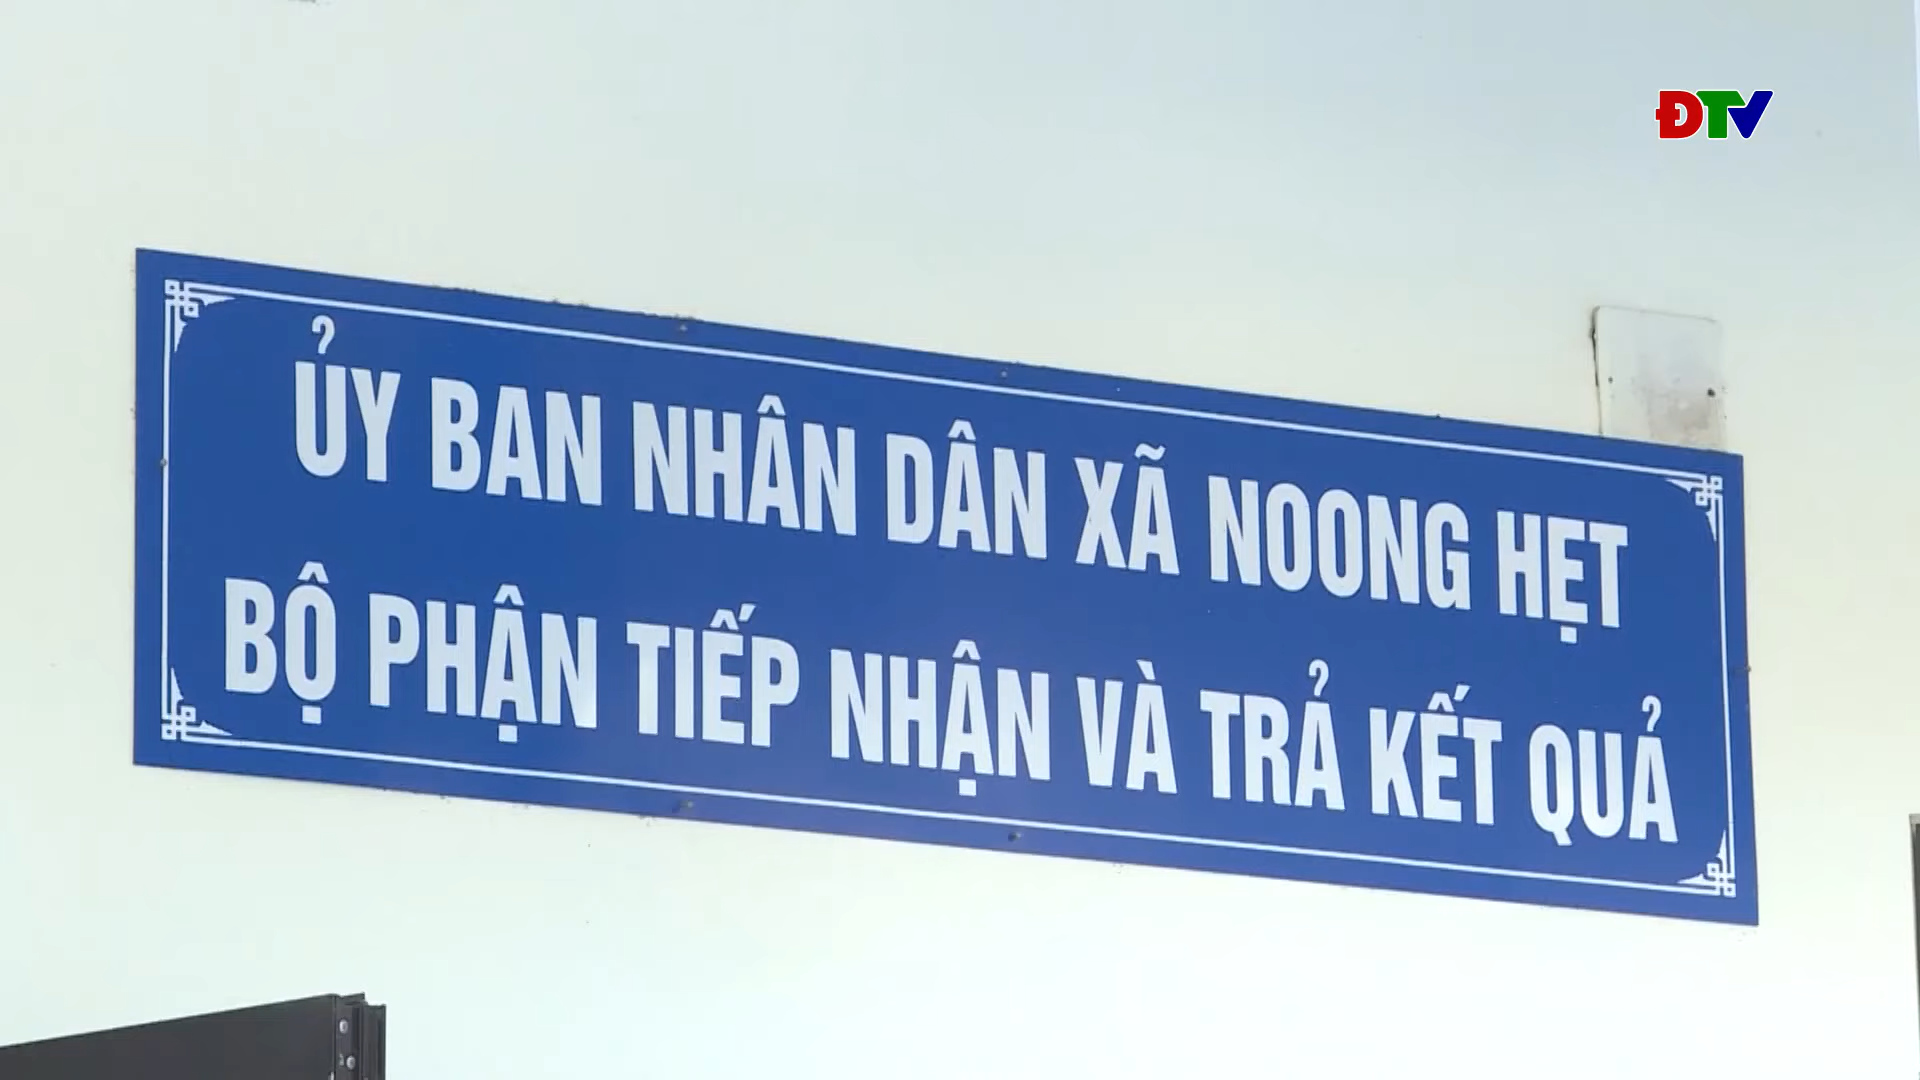 ĐTV
ỦY BAN NHÂN DÂN XÃ NOONG HẸT
BỘ PHẬN TIẾP NHẬN VÀ TRẢ KẾT QUẢ